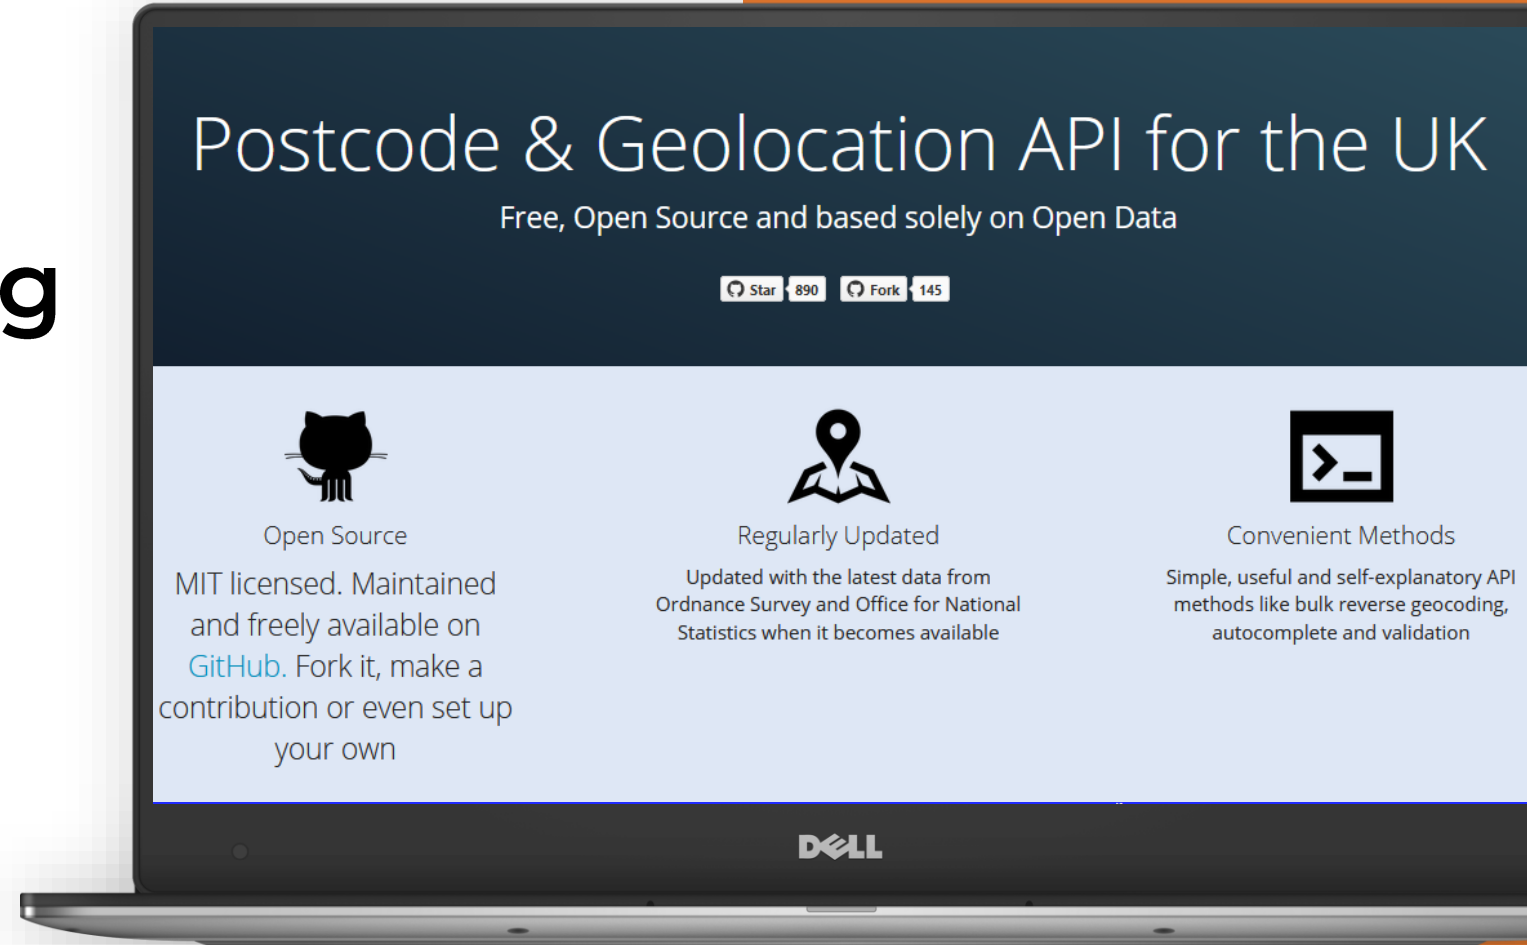 Postcode & Geolocation API for the UK
Free, Open Source and based solely on Open Data
Star 890 Fork 145
g
Open Source
MIT licensed. Maintained
and freely available on
GitHub. Fork it, make a
contribution or even set up
your own
Regularly Updated
Updated with the latest data from
Ordnance Survey and Office for National
Statistics when it becomes available
Convenient Methods
Simple, useful and self-explanatory API
methods like bulk reverse geocoding,
autocomplete and validation
DELL